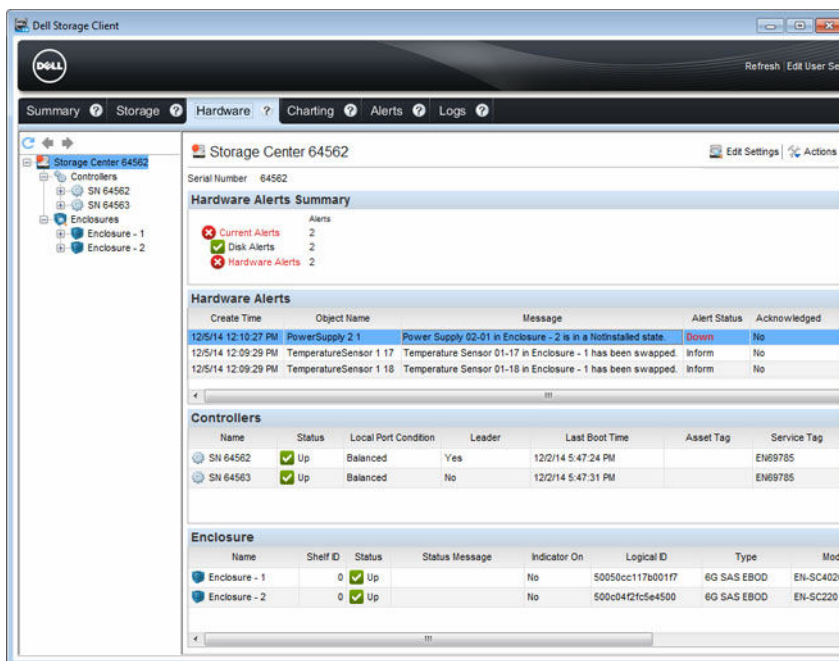 Dell Storage Client
DELL
Refresh Edit User Se
Summary ? Storage ? Hardware ? Charting ? Alerts ? Logs ?
Storage Center 64562
Controllers
SN 64562
SN 64563
Enclosures
Enclosure - 1
Enclosure - 2
Storage Center 64562
Edit Settings Actions
Serial Number 64562
Hardware Alerts Summary
Alerts
Current Alerts 2
Disk Alerts 2
Hardware Alerts 2
Hardware Alerts
Create Time Object Name Message Alert Status Acknowledged
12/5/14 12:10:27 PM PowerSupply 2 1 Power Supply 02-01 in Enclosure - 2 is in a NotInstalled state. Down No
12/5/14 12:09:29 PM TemperatureSensor 1 17 Temperature Sensor 01-17 in Enclosure - 1 has been swapped. Inform No
12/5/14 12:09:29 PM TemperatureSensor 1 18 Temperature Sensor 01-18 in Enclosure - 1 has been swapped. Inform No
Controllers
Name Status Local Port Condition Leader Last Boot Time Asset Tag Service Tag
SN 64562 Up Balanced Yes 12/2/14 5:47:24 PM EN69785
SN 64563 Up Balanced No 12/2/14 5:47:31 PM EN69785
Enclosure
Name Shelf ID Status Status Message Indicator On Logical ID Type Mod
Enclosure - 1 0 Up No 50050cc117b001f7 6G SAS EBOD EN-SC402
Enclosure - 2 0 Up No 500c04f2fc5e4500 6G SAS EBOD EN-SC220